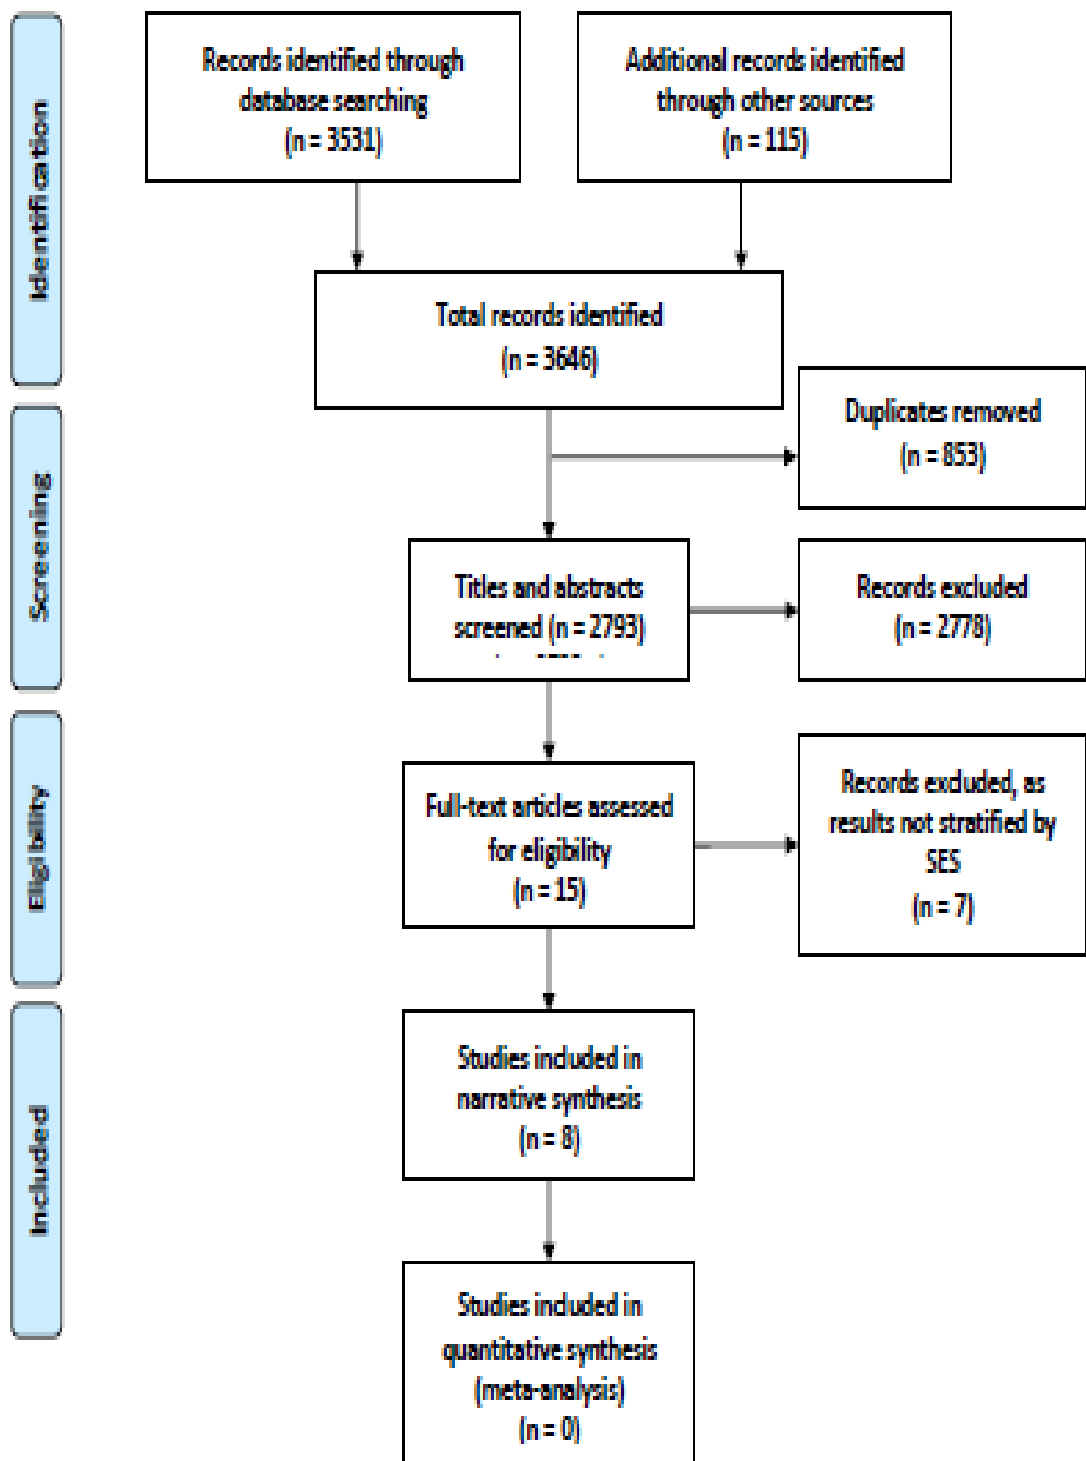 Identification
Records identified through
database searching
(n = 3531)
Additional records identified
through other sources
(n = 115)
Total records identified
(n = 3646)
Screening
Duplicates removed
(n = 853)
Titles and abstracts
screened (n = 2793)
Records excluded
(n = 2778)
Eligibility
Full-text articles assessed
for eligibility
(n = 15)
Records excluded, as
results not stratified by
SES
(n = 7)
Included
Studies included in
narrative synthesis
(n = 8)
Studies included in
quantitative synthesis
(meta-analysis)
(n = 0)